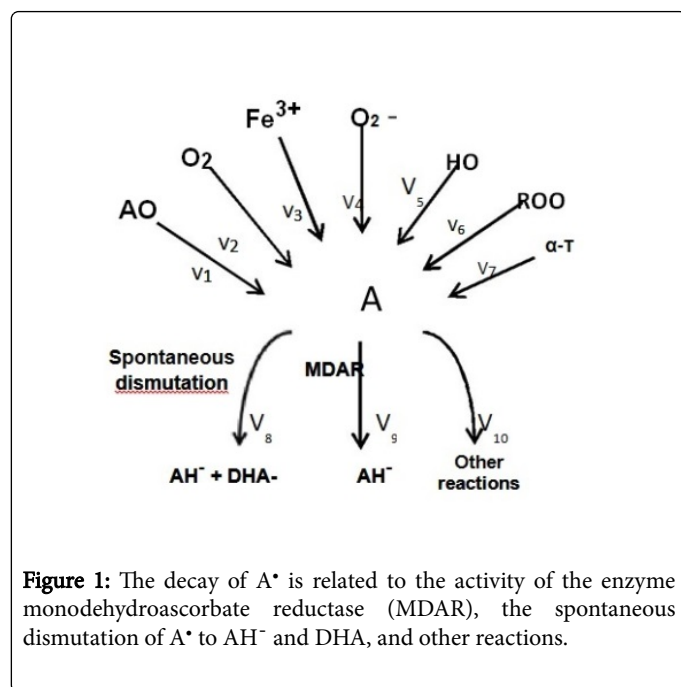 Fe³⁺
O₂ ⁻
O2
HO
AO
ROO
V₅
V₄
V₃
V₆
V₂
α-T
V₁
V₇
A
Spontaneous
dismutation
MDAR
V₈
V₉
V₁₀
AH⁻ + DHA-
AH⁻
Other
reactions
Figure 1: The decay of A• is related to the activity of the enzyme
monodehydroascorbate reductase (MDAR), the spontaneous
dismutation of A• to AH⁻ and DHA, and other reactions.